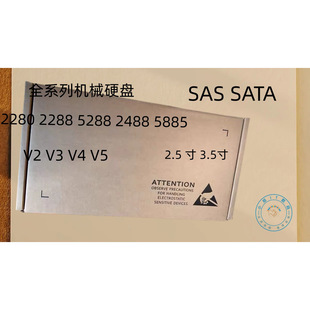 全系列机械硬盘
SAS SATA
2280 2288 5288 2488 5885
V2 V3 V4 V5
2.5 寸 3.5寸
ATTENTION
OBSERVE PRECAUTIONS
FOR HANDLING
ELECTROSTATIC
SENSITIVE DEVICES